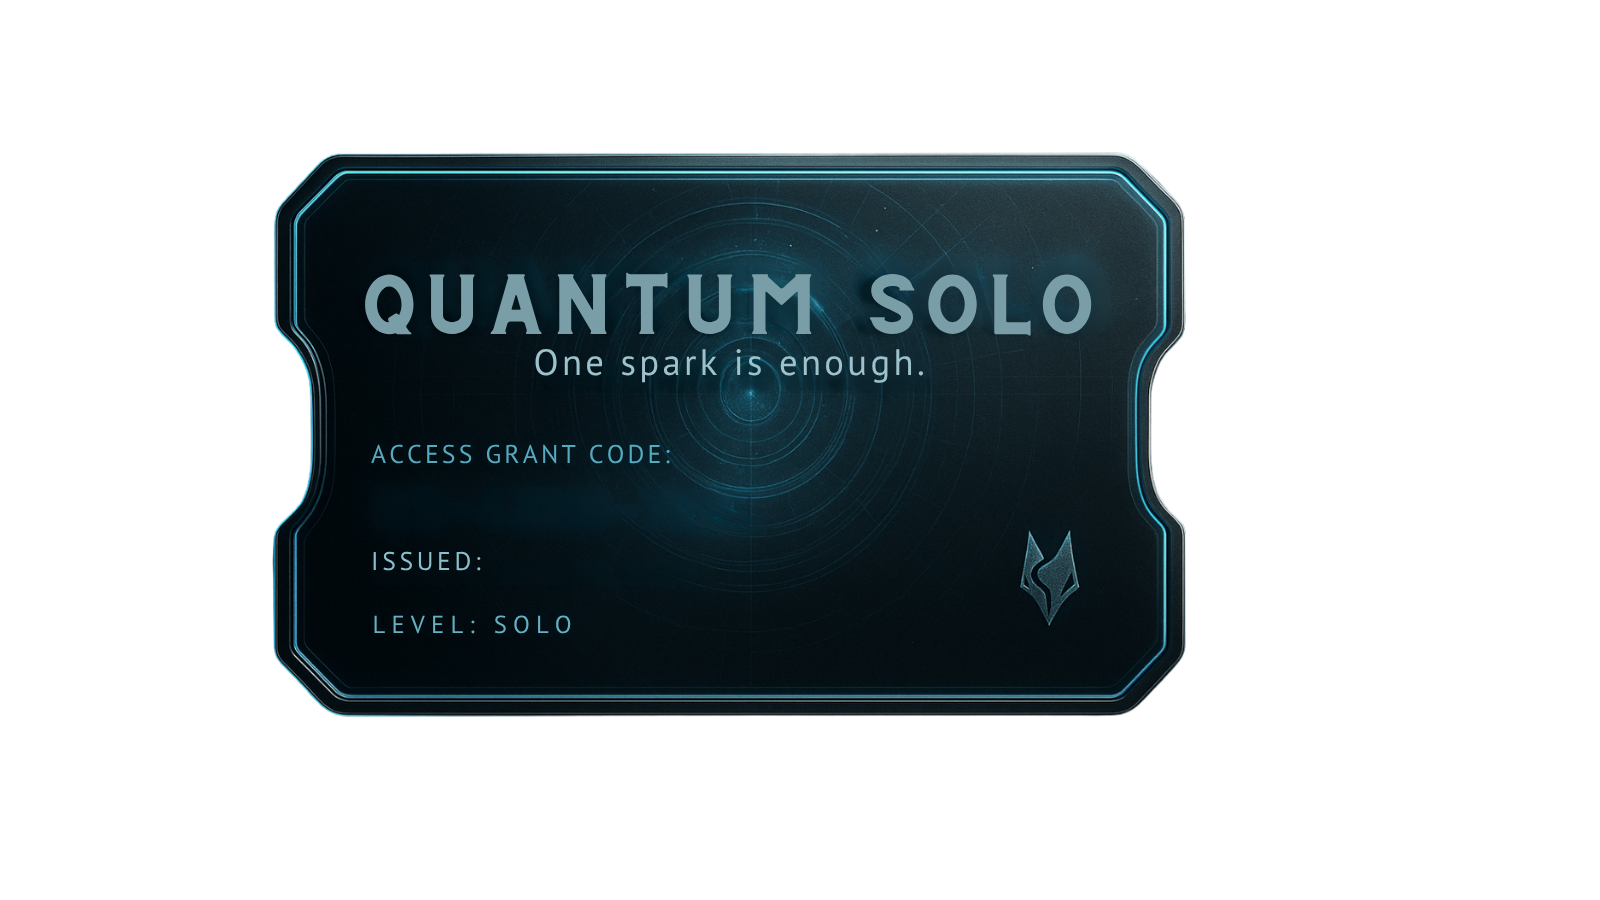 QUANTUM SOLO
One spark is enough.
ACCESS GRANT CODE:
ISSUED:
LEVEL: SOLO